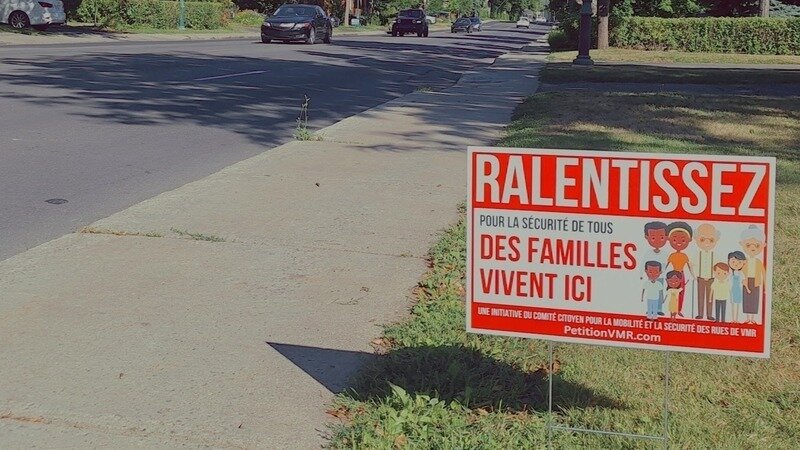 RALENTISSEZ
POUR LA SÉCURITÉ DE TOUS
DES FAMILLES
VIVENT ICI
UNE INITIATIVE DU COMITÉ CITOYEN POUR LA MOBILITÉ ET LA SÉCURITÉ DES RUES DE VMR
PetitionVMR.com